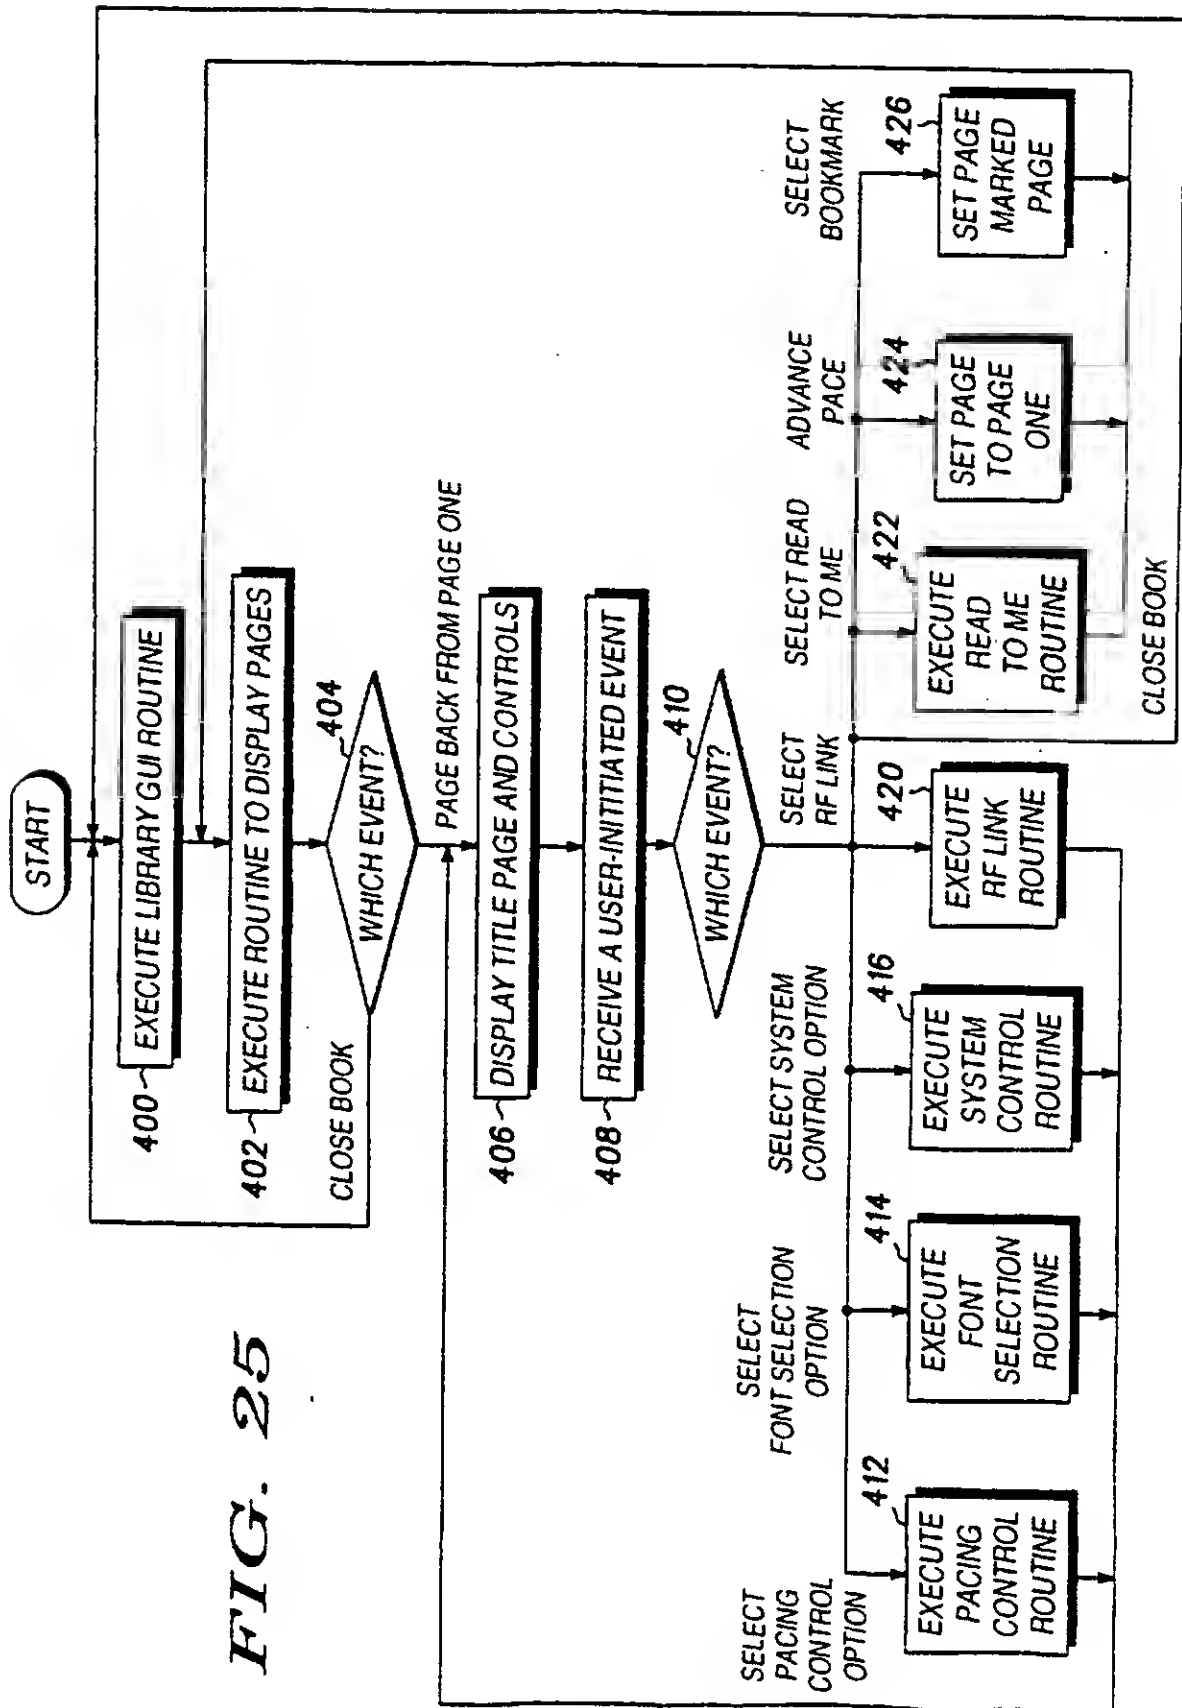 FIG. 25
START
400
EXECUTE LIBRARY GUI ROUTINE
402
EXECUTE ROUTINE TO DISPLAY PAGES
404
WHICH EVENT?
CLOSE BOOK
PAGE BACK FROM PAGE ONE
406
DISPLAY TITLE PAGE AND CONTROLS
408
RECEIVE A USER-INITIATED EVENT
410
WHICH EVENT?
SELECT
PACING
CONTROL
OPTION
412
EXECUTE
PACING
CONTROL
ROUTINE
SELECT
FONT SELECTION
OPTION
414
EXECUTE
FONT
SELECTION
ROUTINE
SELECT SYSTEM
CONTROL OPTION
416
EXECUTE
SYSTEM
CONTROL
ROUTINE
SELECT
RF LINK
420
EXECUTE
RF LINK
ROUTINE
SELECT READ
TO ME
422
EXECUTE
READ
TO ME
ROUTINE
ADVANCE
PACE
424
SET PAGE
TO PAGE
ONE
SELECT
BOOKMARK
426
SET PAGE
MARKED
PAGE
CLOSE BOOK